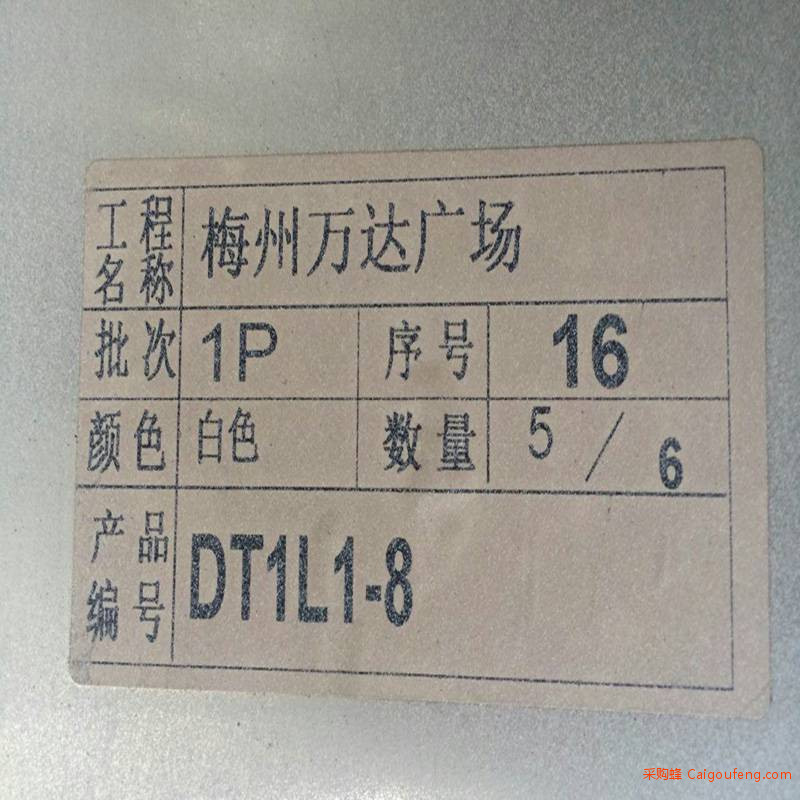 工程名称 梅州万达广场
批次 1P 序号 16
颜色 白色 数量 5 / 6
产品编号 DT1L1-8
采购蜂 Caigoufeng.com